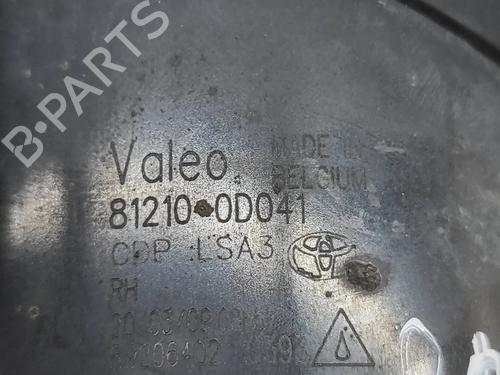 B-PARTS
Valeo. MADE IN
BELGIUM
81210 0D041
CDP LSA3
RH